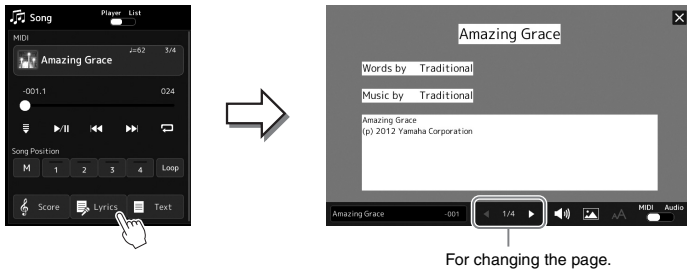 Song
Player List
MIDI
Amazing Grace
♩=62 3/4
-001.1 024
Song Position
M 1 2 3 4 Loop
Score Lyrics Text
Amazing Grace
Words by Traditional
Music by Traditional
Amazing Grace
(p) 2012 Yamaha Corporation
Amazing Grace -001
1/4
AA
MIDI Audio
For changing the page.